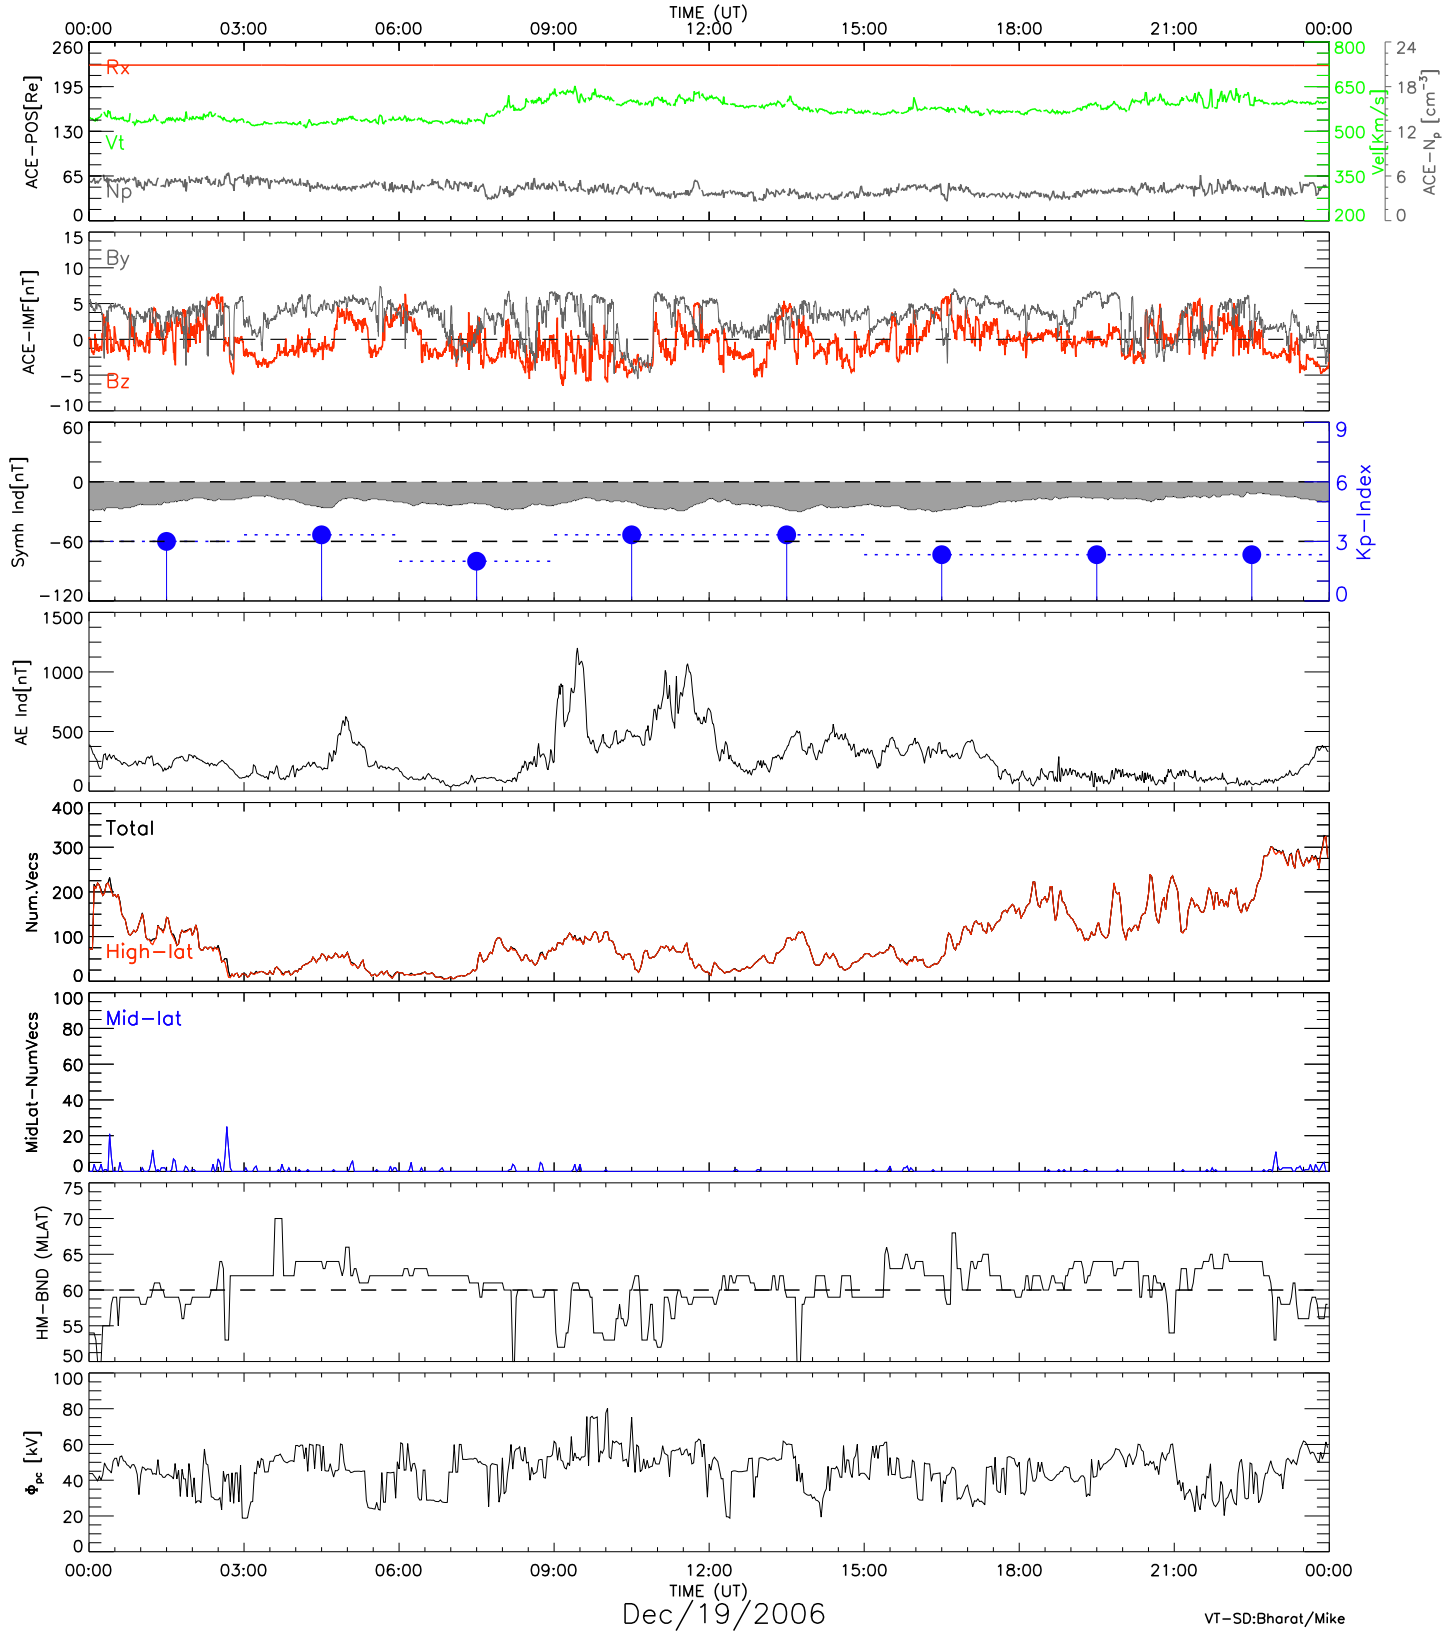 TIME (UT)
00:00 03:00 06:00 09:00 12:00 15:00 18:00 21:00 00:00
ACE-POS[Re]
260
195
130
65
0
Rx
Vt
Np
800
650
500
350
200
Vel[Km/s]
24
18
12
6
0
ACE-Np [cm⁻³]
ACE-IMF[nT]
15
10
5
0
-5
-10
By
Bz
Symh Ind[nT]
60
0
-60
-120
9
6
3
0
Kp-Index
AE Ind[nT]
1500
1000
500
0
Num.Vecs
400
300
200
100
0
Total
High-lat
MidLat-NumVecs
100
80
60
40
20
0
Mid-lat
HM-BND (MLAT)
75
70
65
60
55
50
Φpc [kV]
100
80
60
40
20
0
00:00 03:00 06:00 09:00 12:00 15:00 18:00 21:00 00:00
TIME (UT)
Dec/19/2006
VT-SD:Bharat/Mike